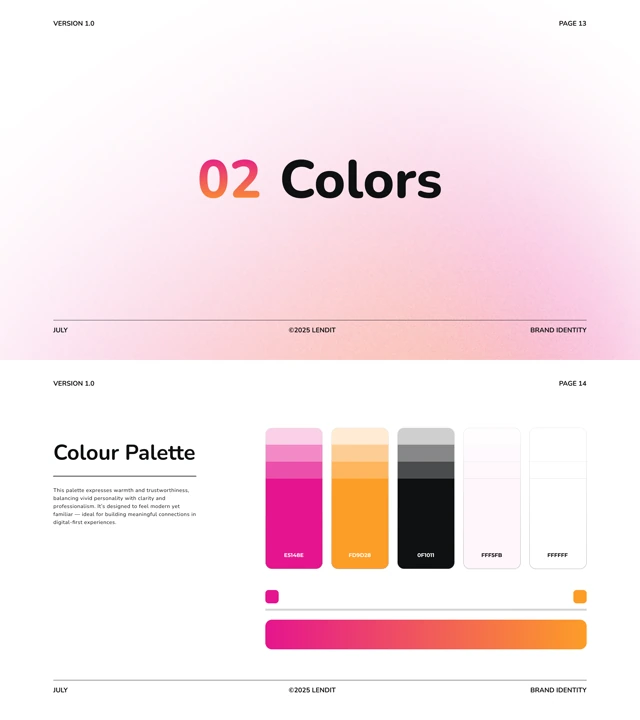 VERSION 1.0
PAGE 13
02 Colors
JULY
©2025 LENDIT
BRAND IDENTITY
VERSION 1.0
PAGE 14
Colour Palette
This palette expresses warmth and trustworthiness,
balancing vivid personality with clarity and
professionalism. It's designed to feel modern yet
familiar — ideal for building meaningful connections in
digital-first experiences.
E5148E
FD9D28
0F1011
FFF5FB
FFFFFF
JULY
©2025 LENDIT
BRAND IDENTITY